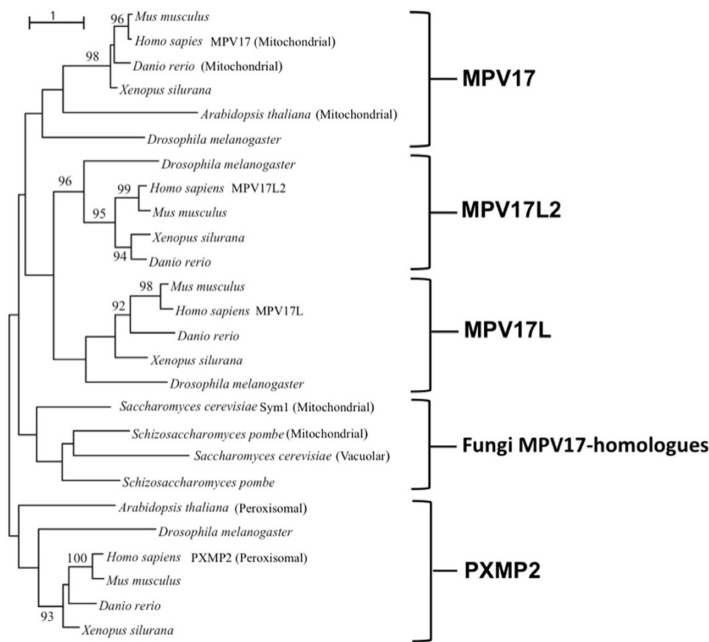 1
96
Mus musculus
Homo sapies MPV17 (Mitochondrial)
98
Danio rerio (Mitochondrial)
Xenopus silurana
Arabidopsis thaliana (Mitochondrial)
Drosophila melanogaster
MPV17
Drosophila melanogaster
96
99
Homo sapiens MPV17L2
95
Mus musculus
Xenopus silurana
94
Danio rerio
MPV17L2
98
Mus musculus
92
Homo sapiens MPV17L
Danio rerio
Xenopus silurana
Drosophila melanogaster
MPV17L
Saccharomyces cerevisiae Sym1 (Mitochondrial)
Schizosaccharomyces pombe (Mitochondrial)
Saccharomyces cerevisiae (Vacuolar)
Schizosaccharomyces pombe
Fungi MPV17-homologues
Arabidopsis thaliana (Peroxisomal)
Drosophila melanogaster
100
Homo sapiens PXMP2 (Peroxisomal)
Mus musculus
Danio rerio
93
Xenopus silurana
PXMP2